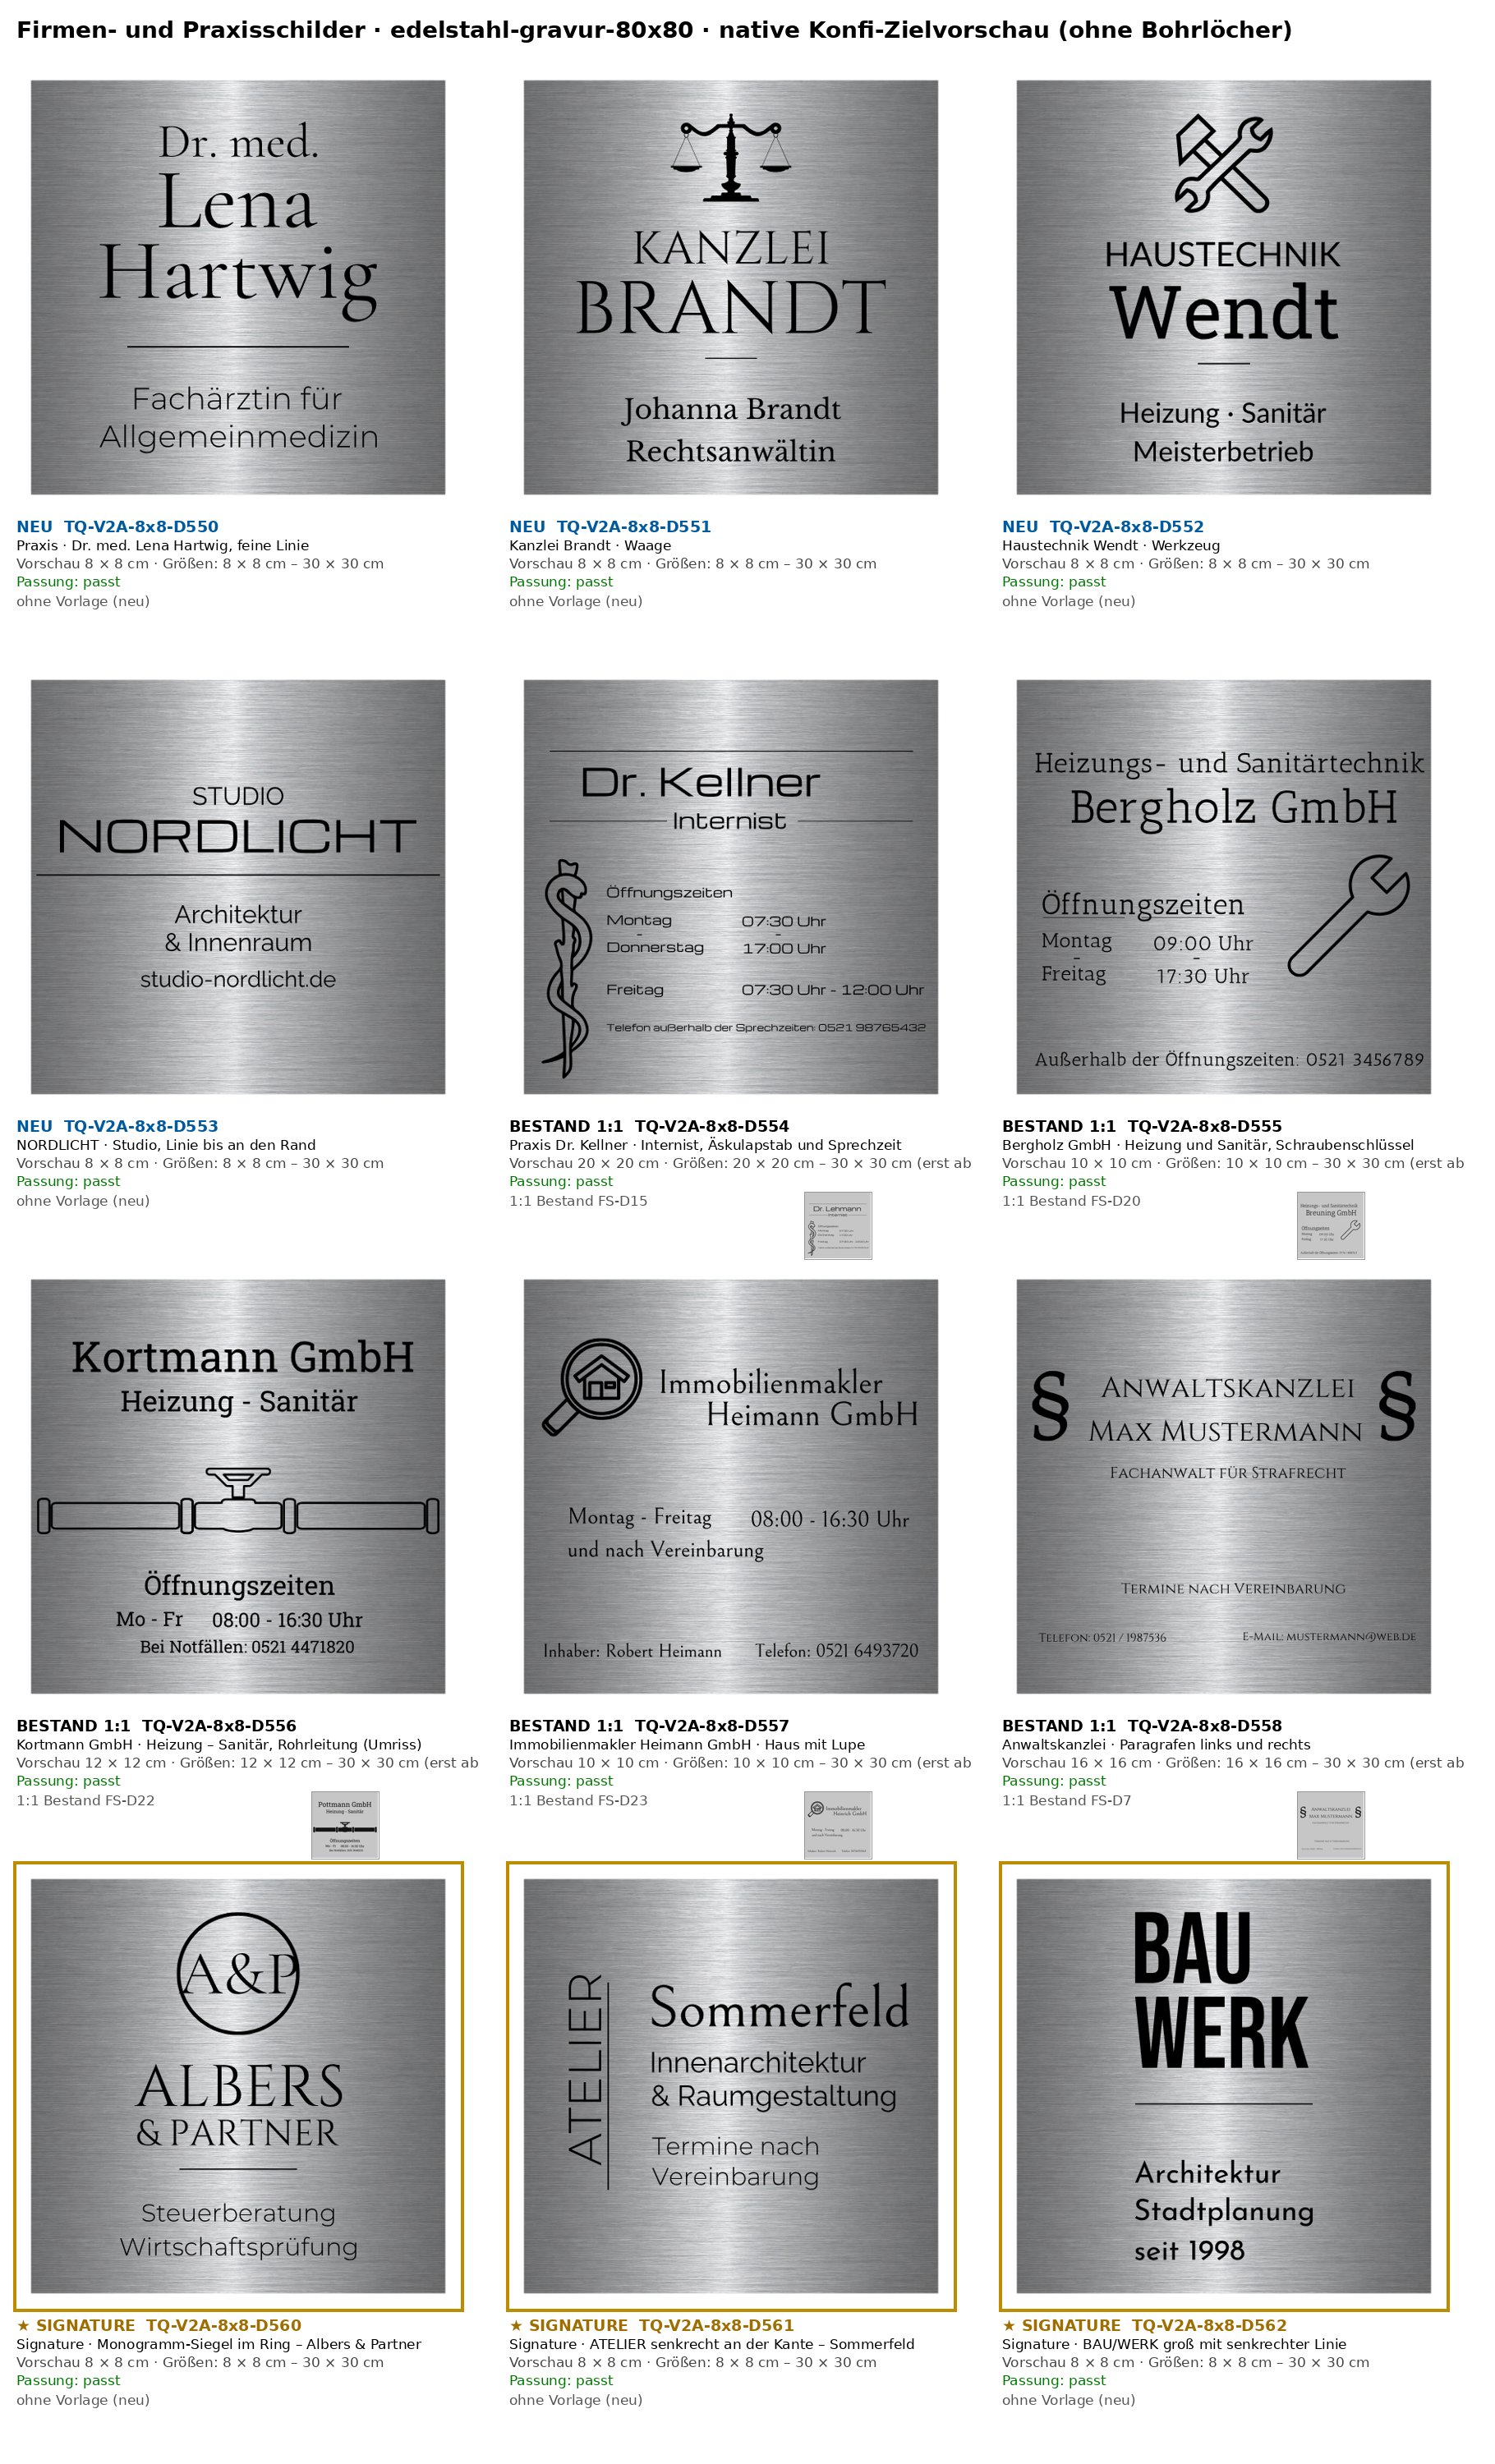 Firmen- und Praxisschilder · edelstahl-gravur-80x80 · native Konfi-Zielvorschau (ohne Bohrlöcher)
Dr. med.
Lena
Hartwig
Fachärztin für
Allgemeinmedizin
NEU TQ-V2A-8x8-D550
Praxis · Dr. med. Lena Hartwig, feine Linie
Vorschau 8 × 8 cm · Größen: 8 × 8 cm – 30 × 30 cm
Passung: passt
ohne Vorlage (neu)
KANZLEI
BRANDT
Johanna Brandt
Rechtsanwältin
NEU TQ-V2A-8x8-D551
Kanzlei Brandt · Waage
Vorschau 8 × 8 cm · Größen: 8 × 8 cm – 30 × 30 cm
Passung: passt
ohne Vorlage (neu)
HAUSTECHNIK
Wendt
Heizung · Sanitär
Meisterbetrieb
NEU TQ-V2A-8x8-D552
Haustechnik Wendt · Werkzeug
Vorschau 8 × 8 cm · Größen: 8 × 8 cm – 30 × 30 cm
Passung: passt
ohne Vorlage (neu)
STUDIO
NORDLICHT
Architektur
& Innenraum
studio-nordlicht.de
NEU TQ-V2A-8x8-D553
NORDLICHT · Studio, Linie bis an den Rand
Vorschau 8 × 8 cm · Größen: 8 × 8 cm – 30 × 30 cm
Passung: passt
ohne Vorlage (neu)
Dr. Kellner
Internist
Öffnungszeiten
Montag 07:30 Uhr
- -
Donnerstag 17:00 Uhr
Freitag 07:30 Uhr - 12:00 Uhr
Telefon außerhalb der Sprechzeiten: 0521 98765432
BESTAND 1:1 TQ-V2A-8x8-D554
Praxis Dr. Kellner · Internist, Äskulapstab und Sprechzeit
Vorschau 20 × 20 cm · Größen: 20 × 20 cm – 30 × 30 cm (erst ab
Passung: passt
1:1 Bestand FS-D15
Dr. Lehmann
Internist
Heizungs- und Sanitärtechnik
Bergholz GmbH
Öffnungszeiten
Montag 09:00 Uhr
- -
Freitag 17:30 Uhr
Außerhalb der Öffnungszeiten: 0521 3456789
BESTAND 1:1 TQ-V2A-8x8-D555
Bergholz GmbH · Heizung und Sanitär, Schraubenschlüssel
Vorschau 10 × 10 cm · Größen: 10 × 10 cm – 30 × 30 cm (erst ab
Passung: passt
1:1 Bestand FS-D20
Heizungs- und Sanitärtechnik
Breuning GmbH
Öffnungszeiten
Kortmann GmbH
Heizung - Sanitär
Öffnungszeiten
Mo - Fr 08:00 - 16:30 Uhr
Bei Notfällen: 0521 4471820
BESTAND 1:1 TQ-V2A-8x8-D556
Kortmann GmbH · Heizung – Sanitär, Rohrleitung (Umriss)
Vorschau 12 × 12 cm · Größen: 12 × 12 cm – 30 × 30 cm (erst ab
Passung: passt
1:1 Bestand FS-D22
Pottmann GmbH
Heizung - Sanitär
Öffnungszeiten
Immobilienmakler
Heimann GmbH
Montag - Freitag 08:00 - 16:30 Uhr
und nach Vereinbarung
Inhaber: Robert Heimann Telefon: 0521 6493720
BESTAND 1:1 TQ-V2A-8x8-D557
Immobilienmakler Heimann GmbH · Haus mit Lupe
Vorschau 10 × 10 cm · Größen: 10 × 10 cm – 30 × 30 cm (erst ab
Passung: passt
1:1 Bestand FS-D23
Immobilienmakler
Heinrich GmbH
§ ANWALTSKANZLEI §
MAX MUSTERMANN
FACHANWALT FÜR STRAFRECHT
TERMINE NACH VEREINBARUNG
TELEFON: 0521 / 1987536 E-MAIL: MUSTERMANN@WEB.DE
BESTAND 1:1 TQ-V2A-8x8-D558
Anwaltskanzlei · Paragrafen links und rechts
Vorschau 16 × 16 cm · Größen: 16 × 16 cm – 30 × 30 cm (erst ab
Passung: passt
1:1 Bestand FS-D7
§ ANWALTSKANZLEI §
MAX MUSTERMANN
A&P
ALBERS
& PARTNER
Steuerberatung
Wirtschaftsprüfung
★ SIGNATURE TQ-V2A-8x8-D560
Signature · Monogramm-Siegel im Ring – Albers & Partner
Vorschau 8 × 8 cm · Größen: 8 × 8 cm – 30 × 30 cm
Passung: passt
ohne Vorlage (neu)
ATELIER
Sommerfeld
Innenarchitektur
& Raumgestaltung
Termine nach
Vereinbarung
★ SIGNATURE TQ-V2A-8x8-D561
Signature · ATELIER senkrecht an der Kante – Sommerfeld
Vorschau 8 × 8 cm · Größen: 8 × 8 cm – 30 × 30 cm
Passung: passt
ohne Vorlage (neu)
BAU
WERK
Architektur
Stadtplanung
seit 1998
★ SIGNATURE TQ-V2A-8x8-D562
Signature · BAU/WERK groß mit senkrechter Linie
Vorschau 8 × 8 cm · Größen: 8 × 8 cm – 30 × 30 cm
Passung: passt
ohne Vorlage (neu)